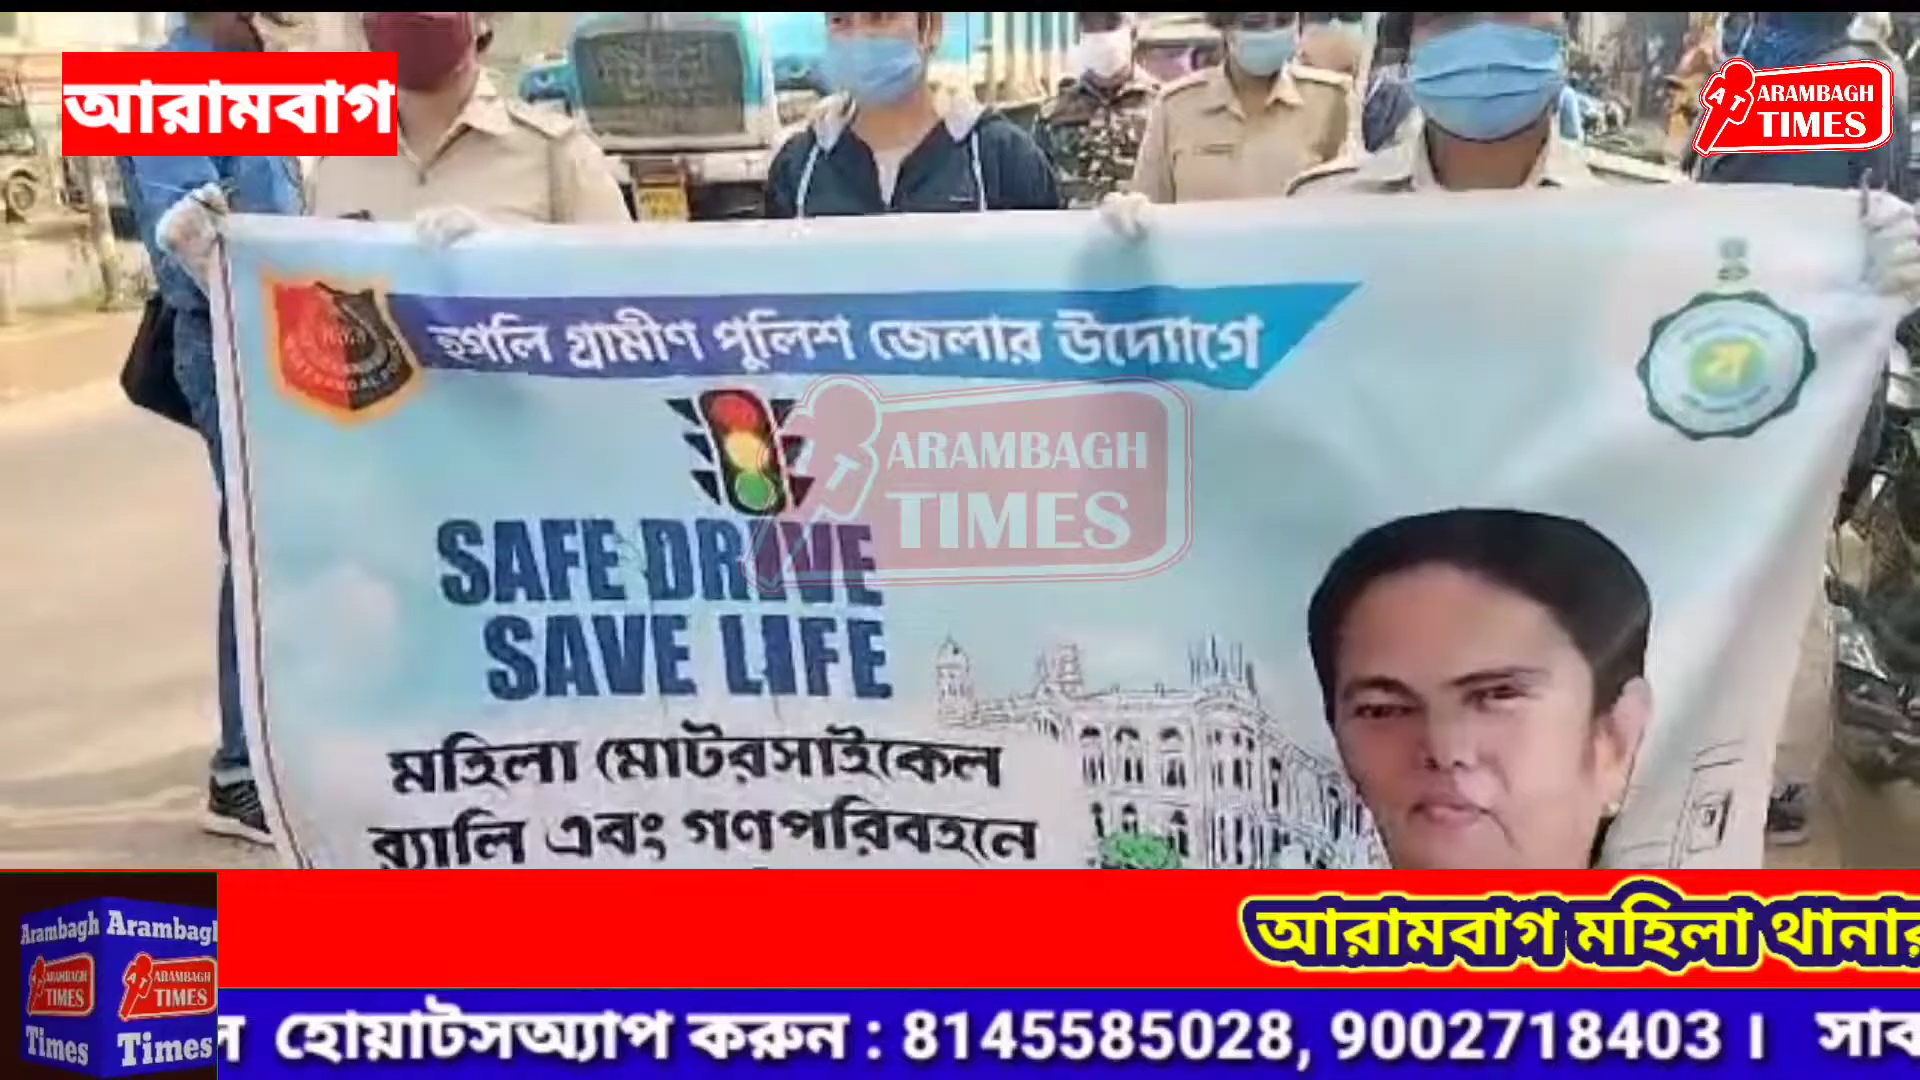 আরামবাগ
ARAMBAGH
TIMES
হুগলি গ্রামীণ পুলিশ জেলার উদ্যোগে
ARAMBAGH
TIMES
SAFE DRIVE
SAVE LIFE
মহিলা মোটরসাইকেল
র‍্যালি এবং গণপরিবহনে
আরামবাগ মহিলা থানার
Arambagh Arambagh
ARAMBAGH
TIMES
ARAMBAGH
TIMES
Times Times
হোয়াটসঅ্যাপ করুন : 8145585028, 9002718403 । সাব